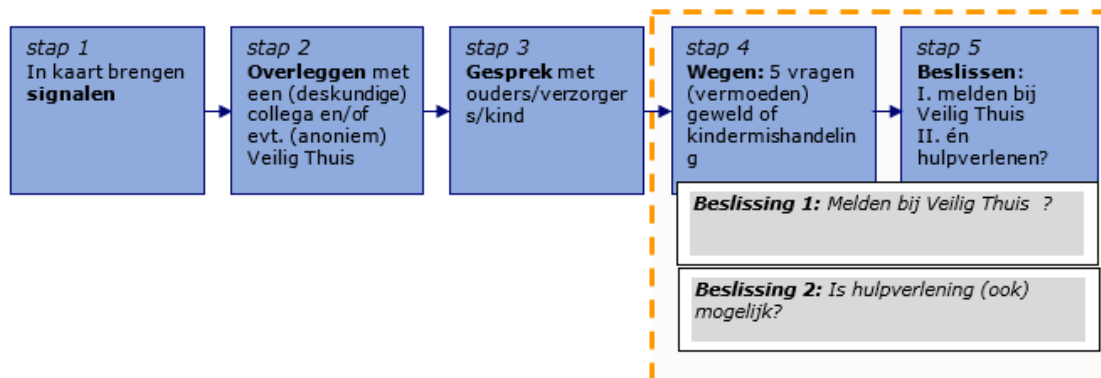 stap 1
In kaart brengen
signalen
stap 2
Overleggen met
een (deskundige)
collega en/of
evt. (anoniem)
Veilig Thuis
stap 3
Gesprek met
ouders/verzorger
s/kind
stap 4
Wegen: 5 vragen
(vermoeden)
geweld of
kindermishandelin
g
stap 5
Beslissen:
I. melden bij
Veilig Thuis
II. én
hulpverlenen?
Beslissing 1: Melden bij Veilig Thuis ?
Beslissing 2: Is hulpverlening (ook)
mogelijk?